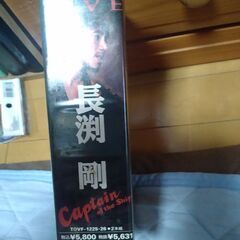 VE
長渕
剛
Captain
of the Ship
TOVF-1225・26 ●2本組
税込¥5,800 税抜¥5,631